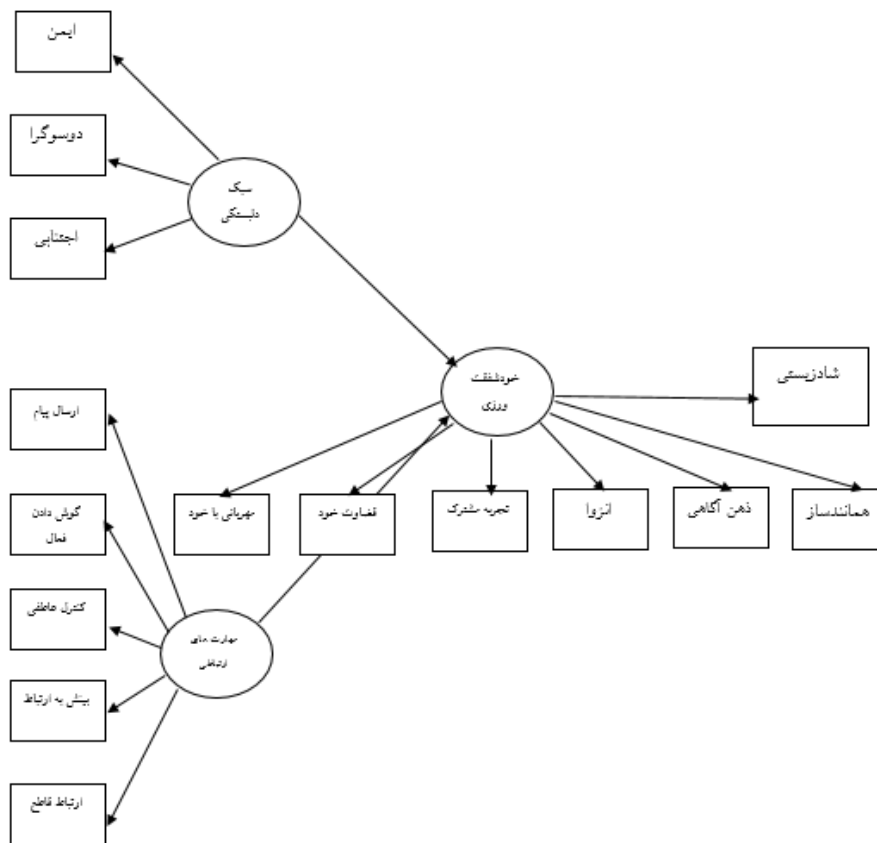 ایمن
دوسوگرا
سبک
دلبستگی
اجتنابی
خودشفقت
ورزی
شادزیستی
ارسال پیام
مهربانی با خود
قضاوت خود
تجربه مشترک
انزوا
ذهن آگاهی
همانندساز
گوش دادن
فعال
کنترل عاطفی
مهارت های
ارتباطی
بینش به ارتباط
ارتباط قاطع